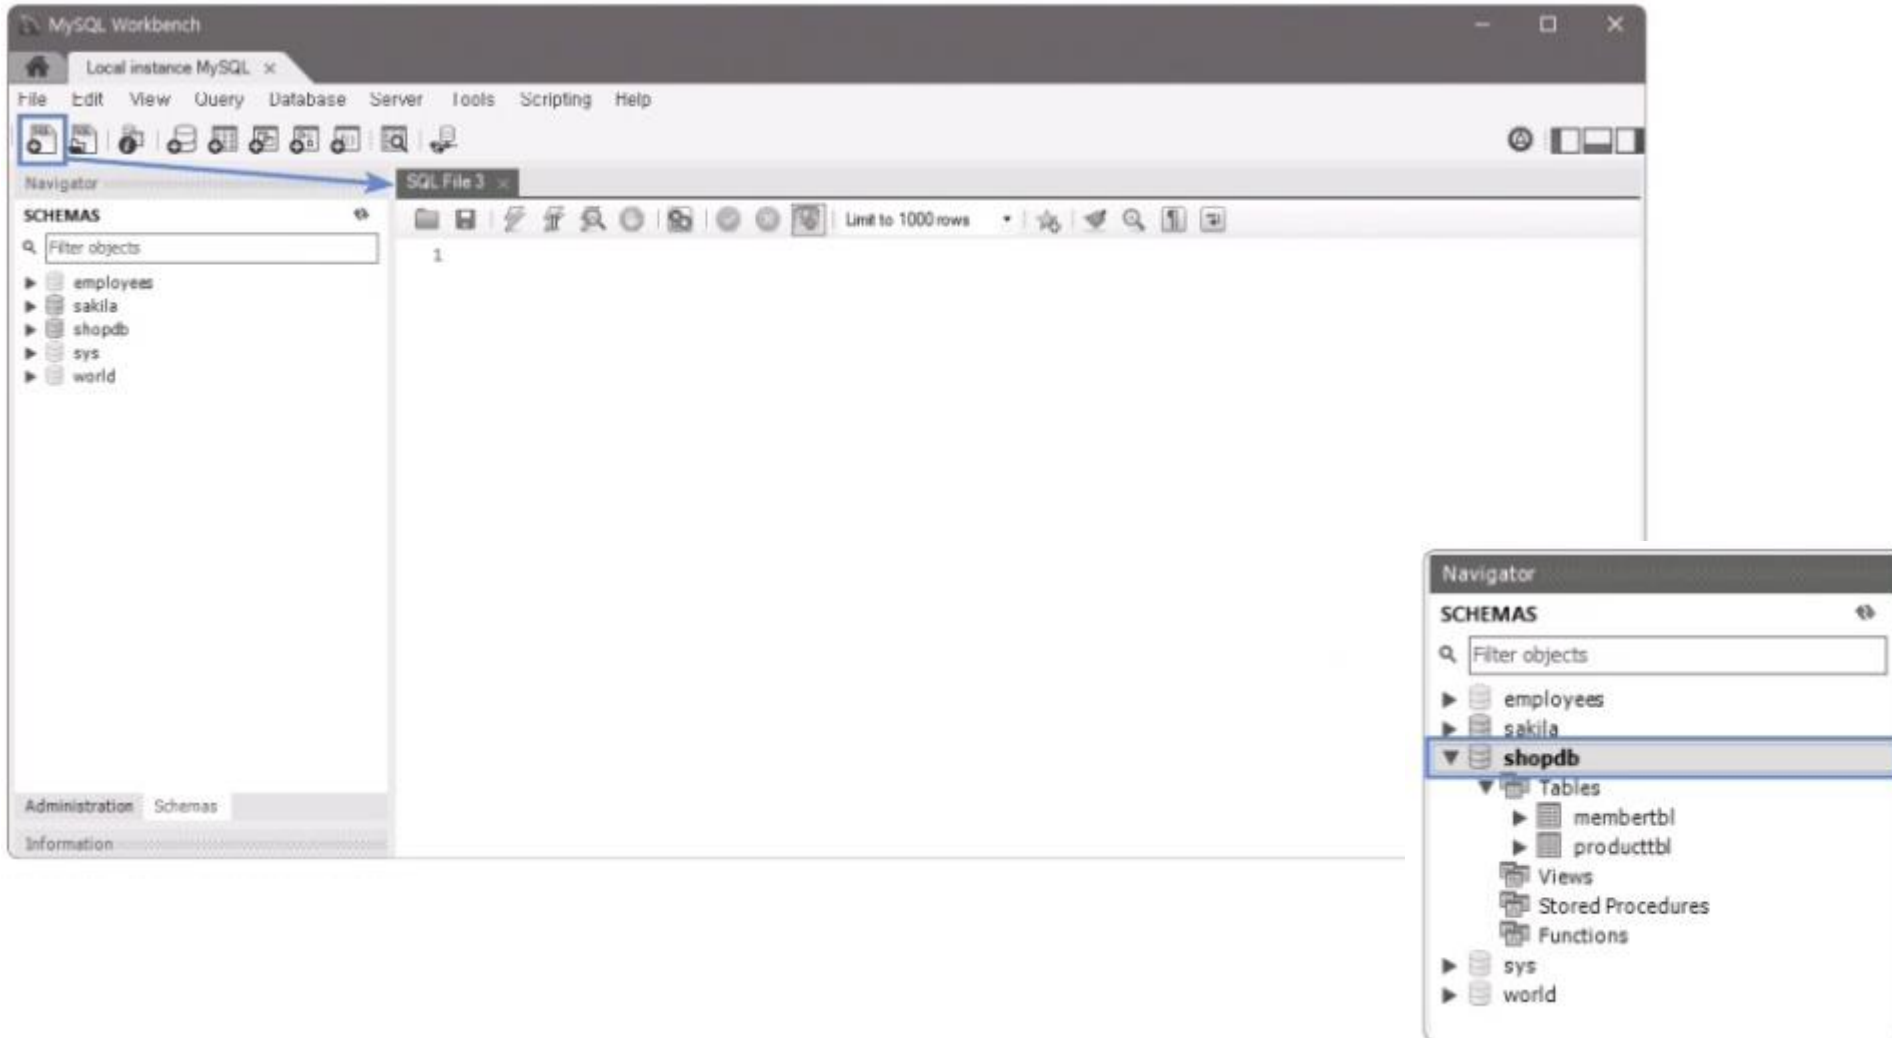 MySQL Workbench
Local instance MySQL
File Edit View Query Database Server Tools Scripting Help
Navigator
SQL File 3
SCHEMAS
Limit to 1000 rows
Filter objects
1
employees
sakila
shopdb
sys
world
Administration Schemas
Information
Navigator
SCHEMAS
Filter objects
employees
sakila
shopdb
Tables
membertbl
producttbl
Views
Stored Procedures
Functions
sys
world